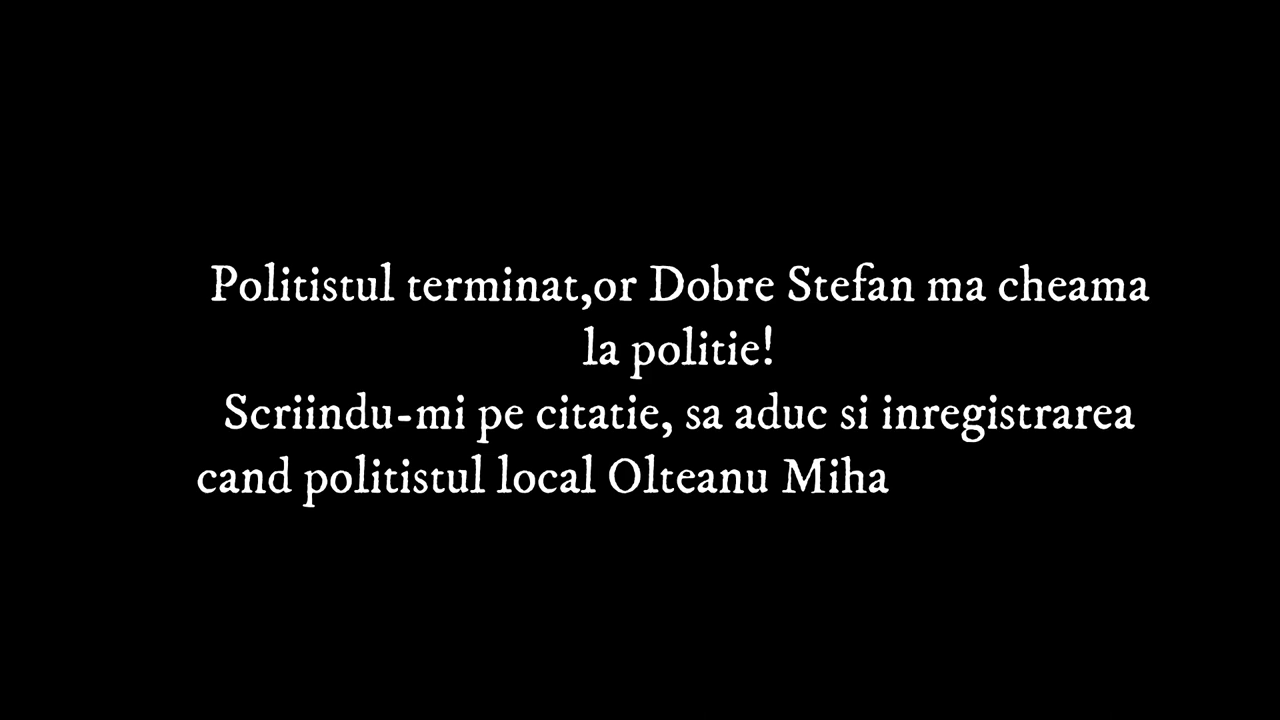 Politistul terminat,or Dobre Stefan ma cheama
la politie!
Scriindu-mi pe citatie, sa aduc si inregistrarea
cand politistul local Olteanu Miha